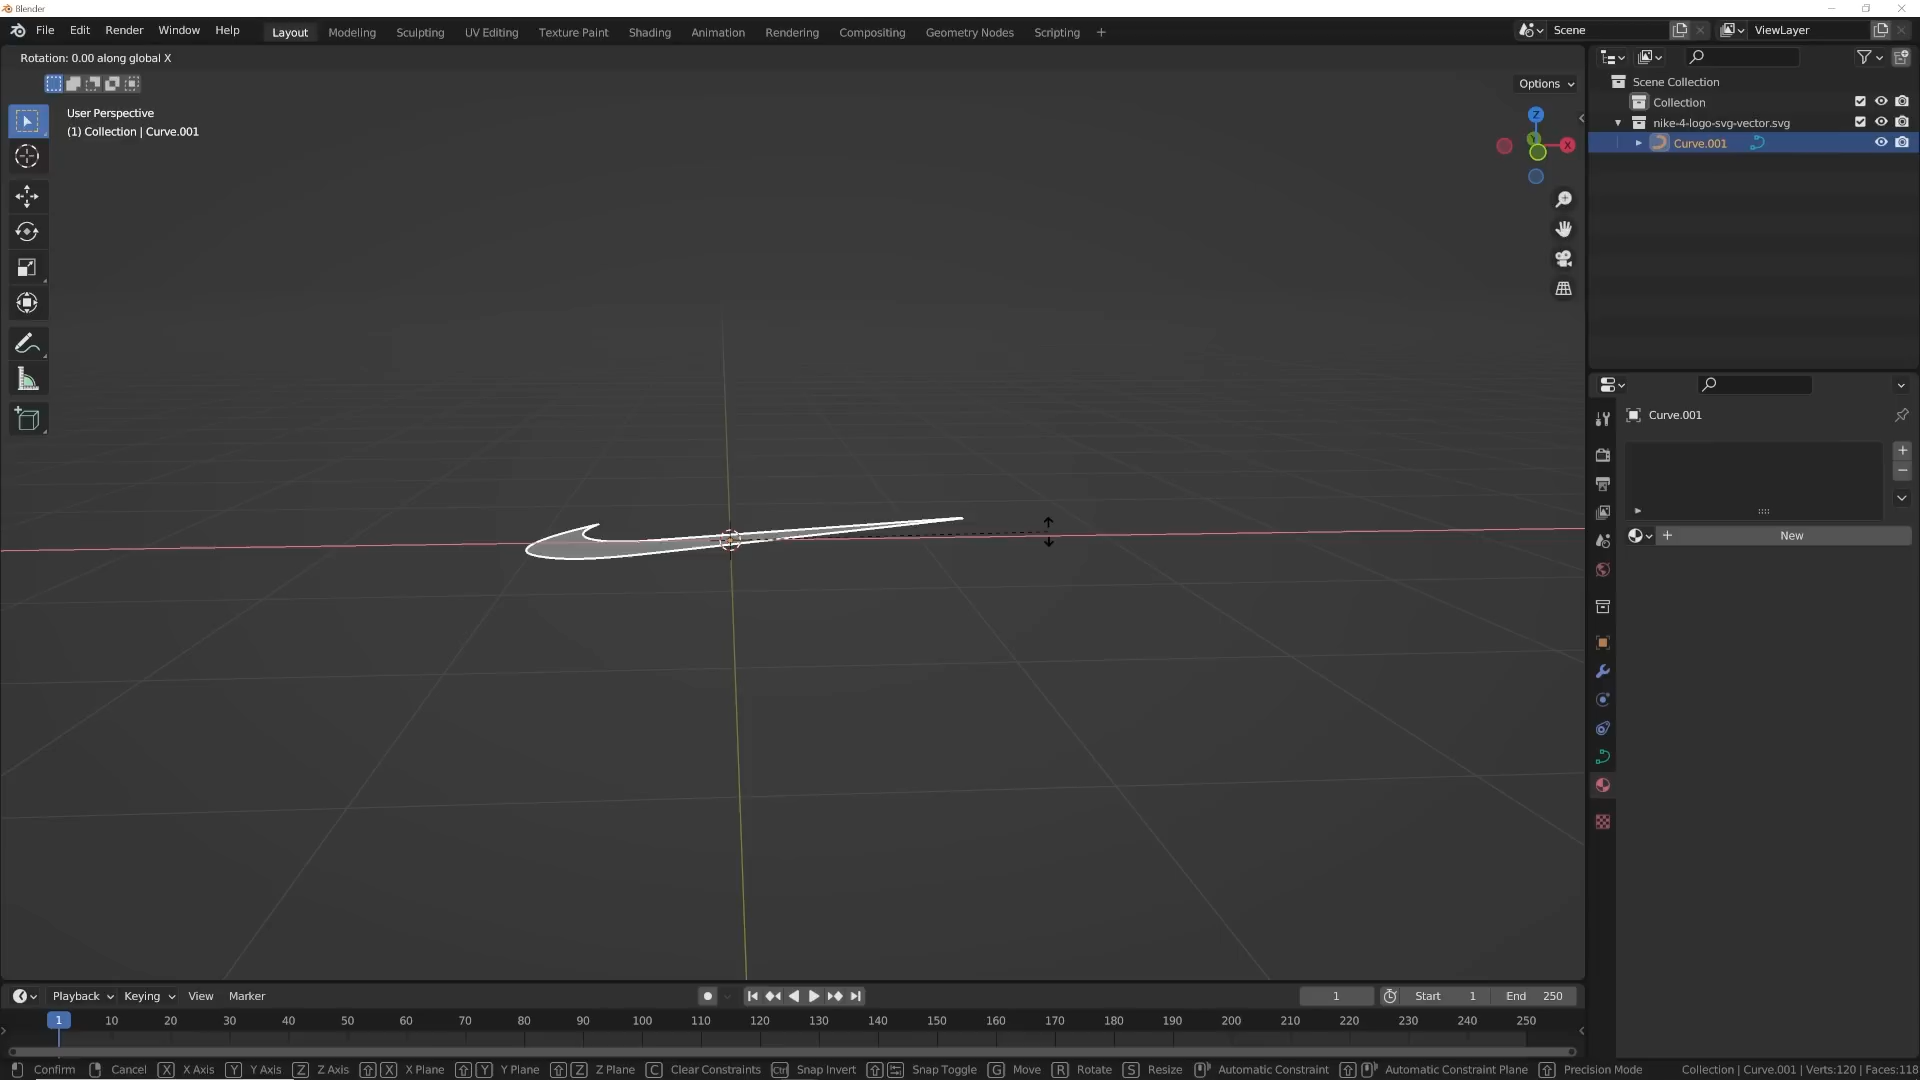 Blender
File Edit Render Window Help Layout Modeling Sculpting UV Editing Texture Paint Shading Animation Rendering Compositing Geometry Nodes Scripting + Scene ViewLayer
Rotation: 0.00 along global X
Options
User Perspective
(1) Collection | Curve.001
Z
X
Scene Collection
Collection
nike-4-logo-svg-vector.svg
Curve.001
Curve.001
New
Playback Keying View Marker 1 Start 1 End 250
1 10 20 30 40 50 60 70 80 90 100 110 120 130 140 150 160 170 180 190 200 210 220 230 240 250
Confirm Cancel X X Axis Y Y Axis Z Z Axis X X Plane Y Y Plane Z Z Plane C Clear Constraints Ctrl Snap Invert Snap Toggle G Move R Rotate S Resize Automatic Constraint Automatic Constraint Plane Precision Mode Collection | Curve.001 | Verts:120 | Faces:118